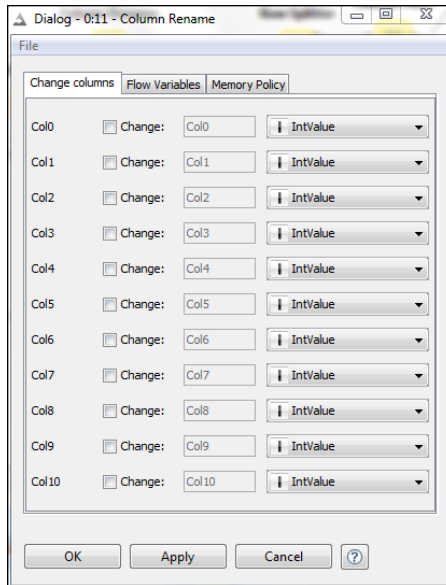 Dialog - 0:11 - Column Rename
File
Change columns Flow Variables Memory Policy
Col0 Change: Col0 IntValue
Col1 Change: Col1 IntValue
Col2 Change: Col2 IntValue
Col3 Change: Col3 IntValue
Col4 Change: Col4 IntValue
Col5 Change: Col5 IntValue
Col6 Change: Col6 IntValue
Col7 Change: Col7 IntValue
Col8 Change: Col8 IntValue
Col9 Change: Col9 IntValue
Col10 Change: Col10 IntValue
OK Apply Cancel ?